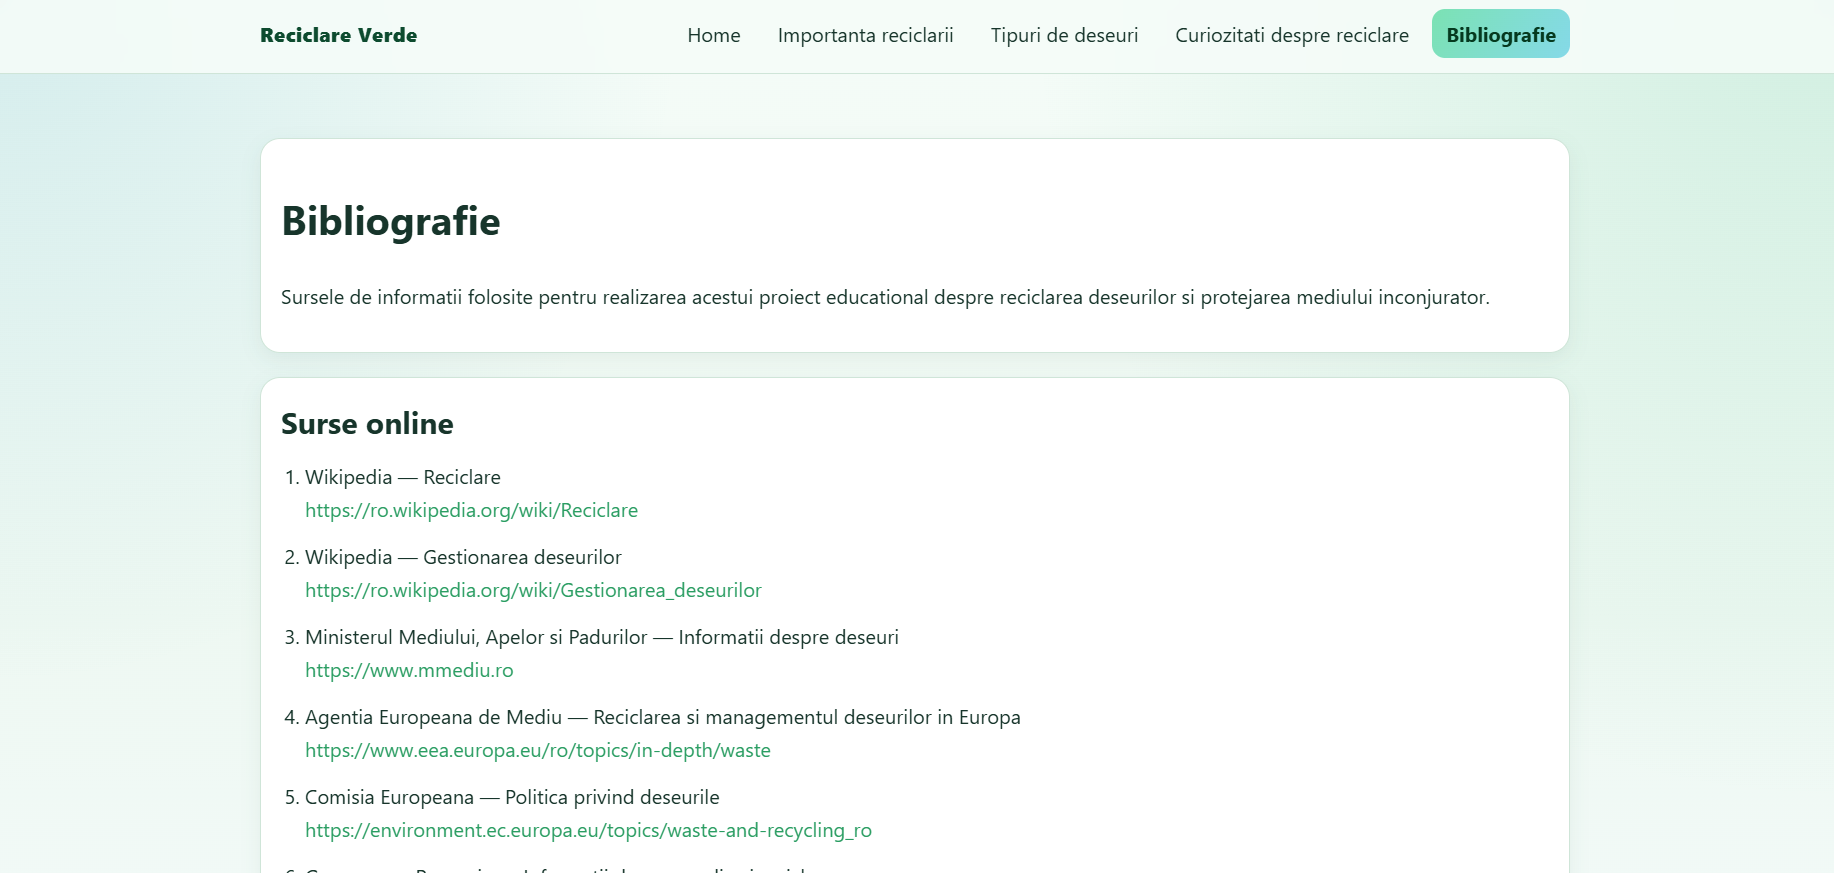 Reciclare Verde
Home
Importanta reciclarii
Tipuri de deseuri
Curiozitati despre reciclare
Bibliografie
Bibliografie
Sursele de informatii folosite pentru realizarea acestui proiect educational despre reciclarea deseurilor si protejarea mediului inconjurator.
Surse online
1. Wikipedia — Reciclare
https://ro.wikipedia.org/wiki/Reciclare
2. Wikipedia — Gestionarea deseurilor
https://ro.wikipedia.org/wiki/Gestionarea_deseurilor
3. Ministerul Mediului, Apelor si Padurilor — Informatii despre deseuri
https://www.mmediu.ro
4. Agentia Europeana de Mediu — Reciclarea si managementul deseurilor in Europa
https://www.eea.europa.eu/ro/topics/in-depth/waste
5. Comisia Europeana — Politica privind deseurile
https://environment.ec.europa.eu/topics/waste-and-recycling_ro